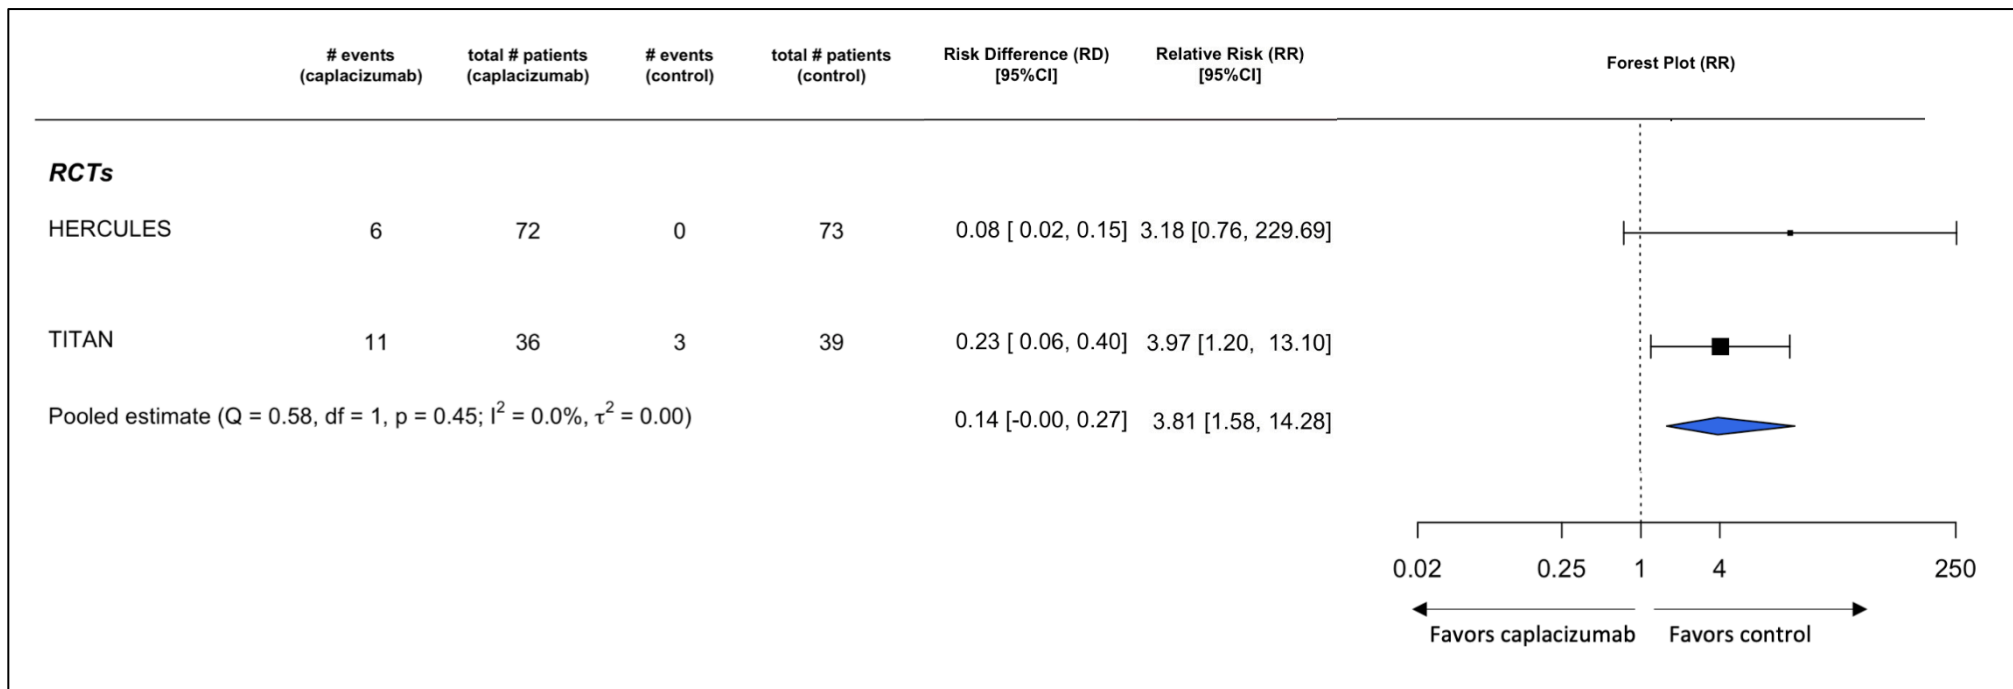 # events (caplacizumab) total # patients (caplacizumab) # events (control) total # patients (control) Risk Difference (RD) [95%CI] Relative Risk (RR) [95%CI] Forest Plot (RR)
RCTs
HERCULES 6 72 0 73 0.08 [ 0.02, 0.15] 3.18 [0.76, 229.69]
TITAN 11 36 3 39 0.23 [ 0.06, 0.40] 3.97 [1.20, 13.10]
Pooled estimate (Q = 0.58, df = 1, p = 0.45; I² = 0.0%, τ² = 0.00) 0.14 [-0.00, 0.27] 3.81 [1.58, 14.28]
0.02 0.25 1 4 250
Favors caplacizumab Favors control